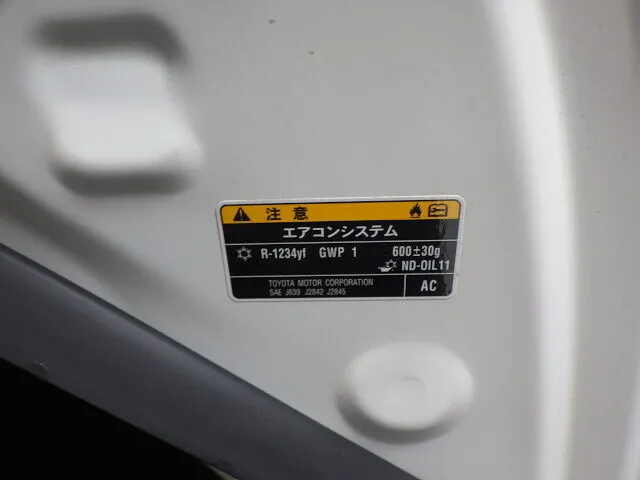 注意
エアコンシステム
R-1234yf GWP 1 600±30g
ND-OIL11
TOYOTA MOTOR CORPORATION
SAE J639 J2842 J2845
AC